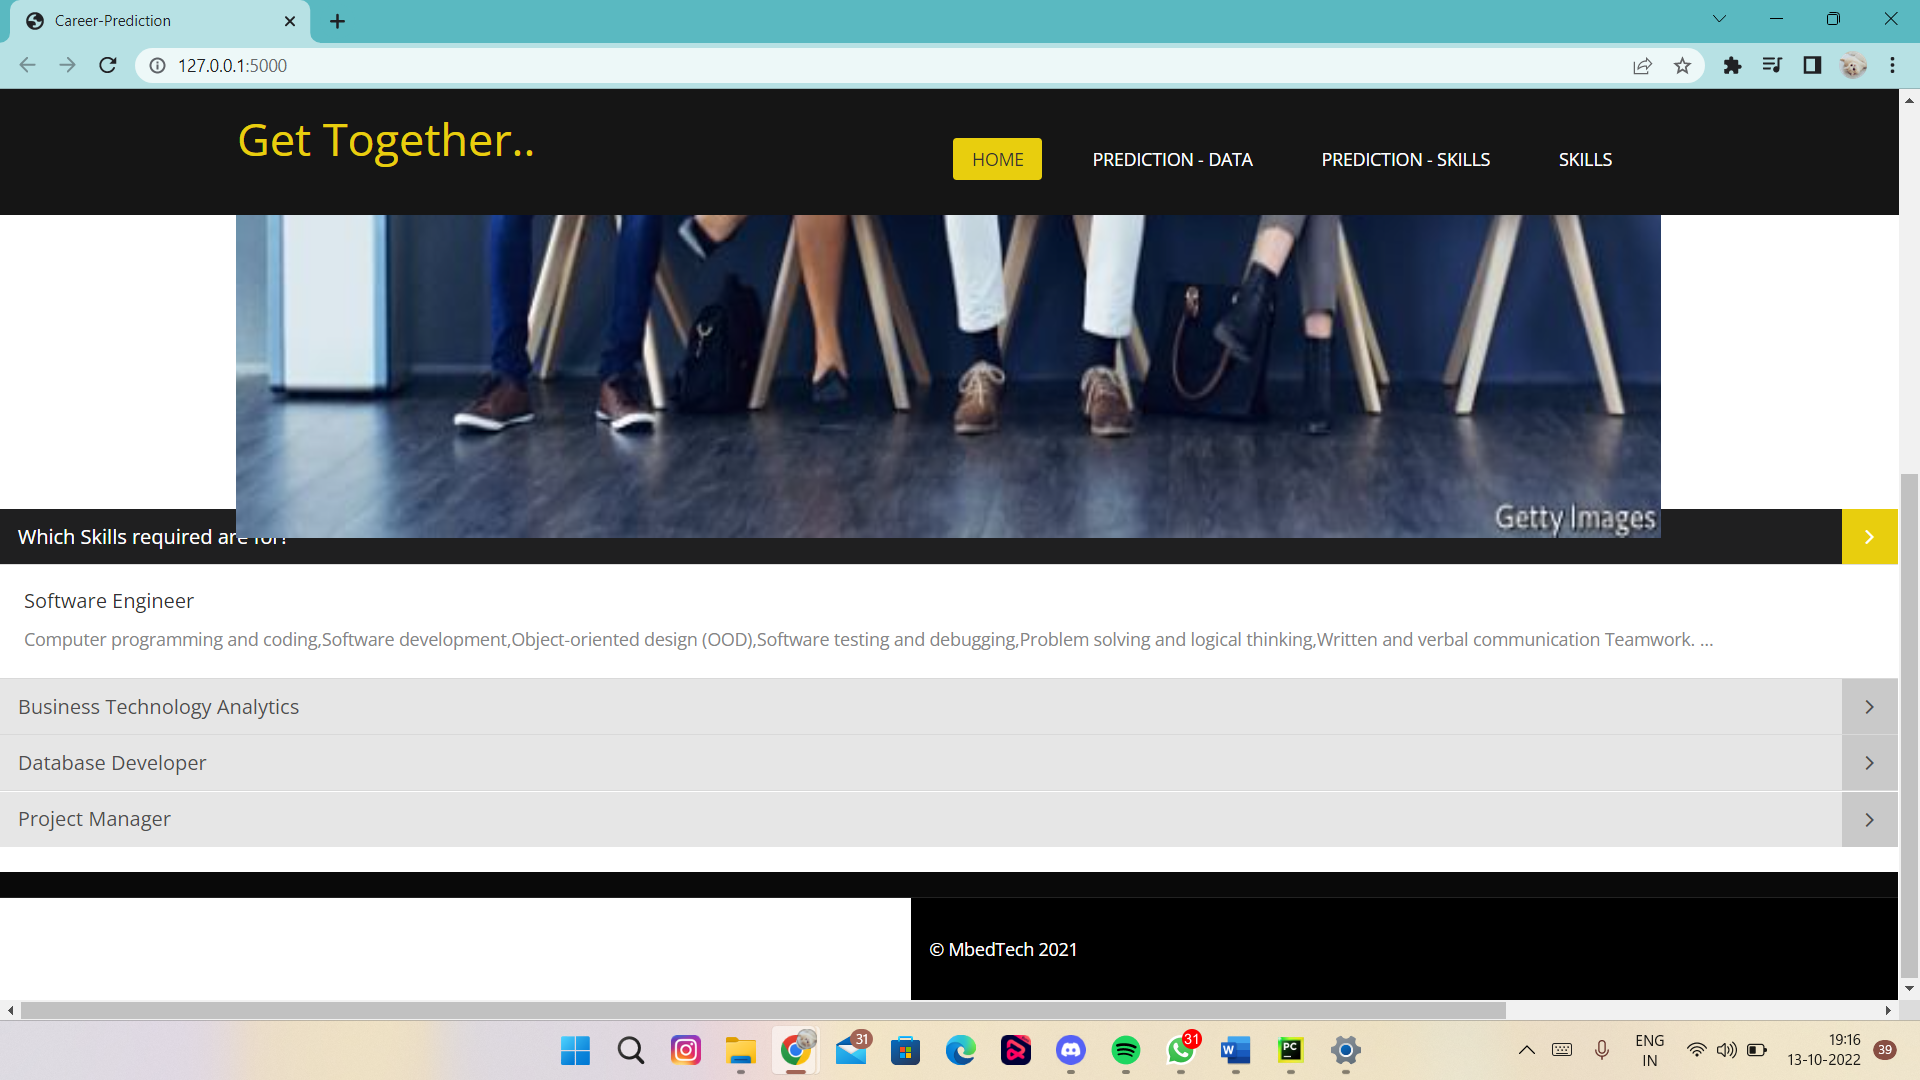 Career-Prediction
127.0.0.1:5000
Get Together..
HOME
PREDICTION - DATA
PREDICTION - SKILLS
SKILLS
Getty Images
Which Skills required are for?
Software Engineer
Computer programming and coding,Software development,Object-oriented design (OOD),Software testing and debugging,Problem solving and logical thinking,Written and verbal communication Teamwork. ...
Business Technology Analytics
Database Developer
Project Manager
© MbedTech 2021
31
31
W
PC
ENG
IN
19:16
13-10-2022
39